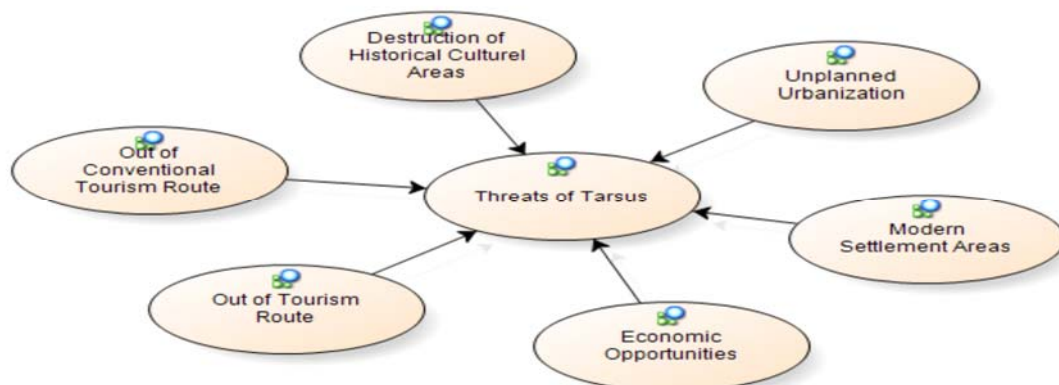 Destruction of
Historical Culturel
Areas
Unplanned
Urbanization
Out of
Conventional
Tourism Route
Threats of Tarsus
Modern
Settlement Areas
Out of Tourism
Route
Economic
Opportunities